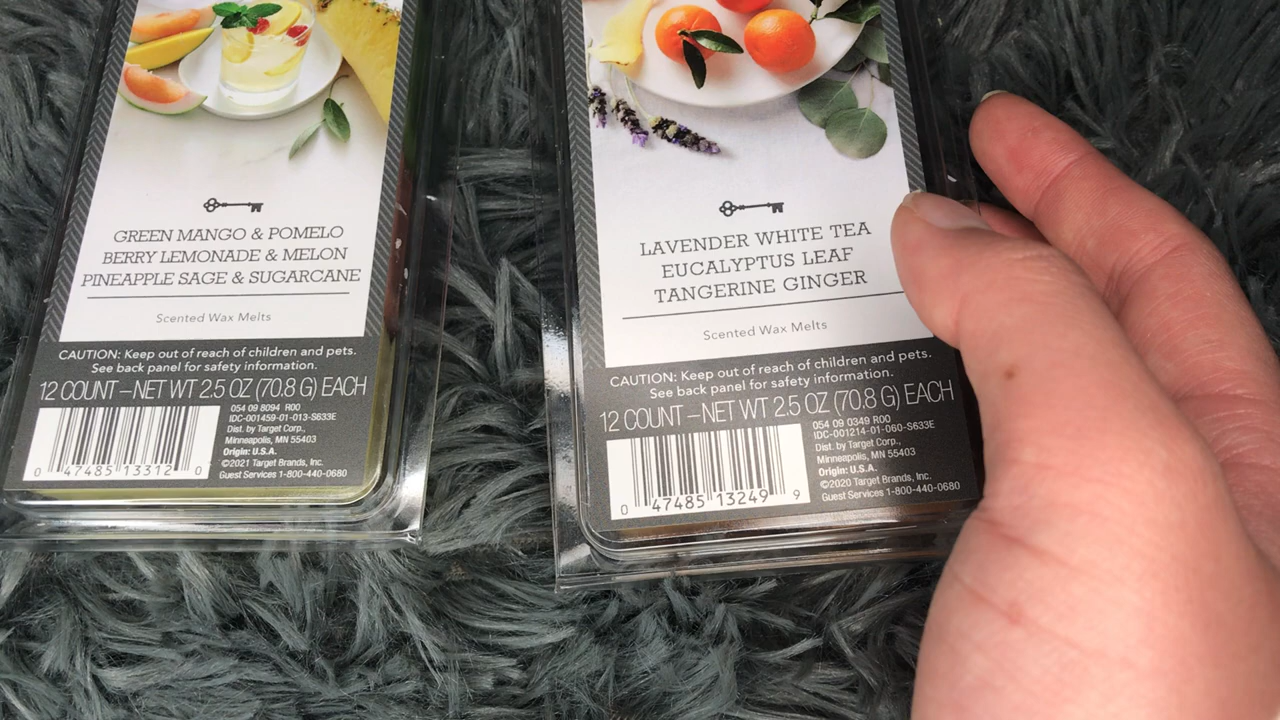 GREEN MANGO & POMELO
BERRY LEMONADE & MELON
PINEAPPLE SAGE & SUGARCANE
Scented Wax Melts
CAUTION: Keep out of reach of children and pets.
See back panel for safety information.
12 COUNT – NET WT 2.5 OZ (70.8 G) EACH
054 09 8094 R00
IDC-001459-01-013-S633E
Dist. by Target Corp.,
Minneapolis, MN 55403
Origin: U.S.A.
©2021 Target Brands, Inc.
Guest Services 1-800-440-0680
0 47485 13312 0
LAVENDER WHITE TEA
EUCALYPTUS LEAF
TANGERINE GINGER
Scented Wax Melts
CAUTION: Keep out of reach of children and pets.
See back panel for safety information.
12 COUNT – NET WT 2.5 OZ (70.8 G) EACH
054 09 0349 R00
IDC-001214-01-060-S633E
Dist. by Target Corp.,
Minneapolis, MN 55403
Origin: U.S.A.
©2020 Target Brands, Inc.
Guest Services 1-800-440-0680
0 47485 13249 9